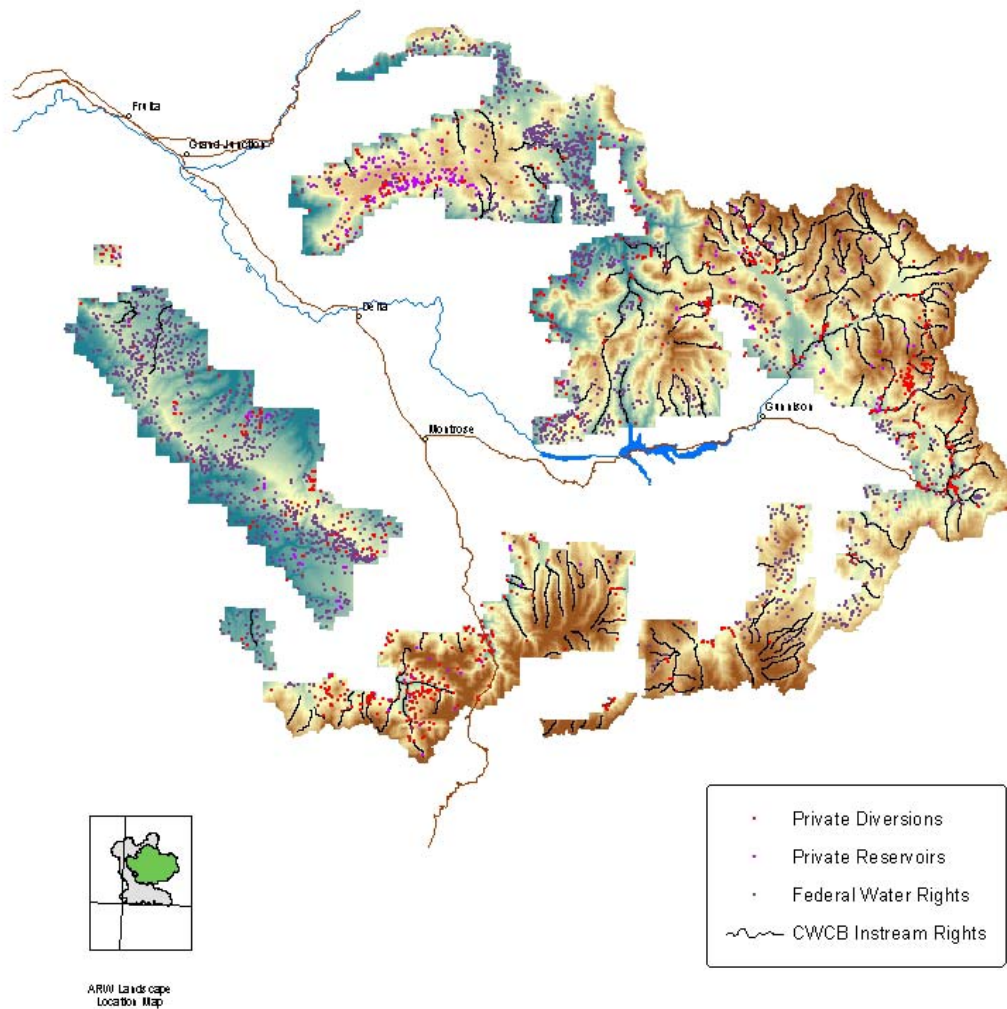 Fruita
Grand Junction
Delta
Montrose
Gunnison
Private Diversions
Private Reservoirs
Federal Water Rights
CWCB Instream Rights
ARW Landscape
Location Map